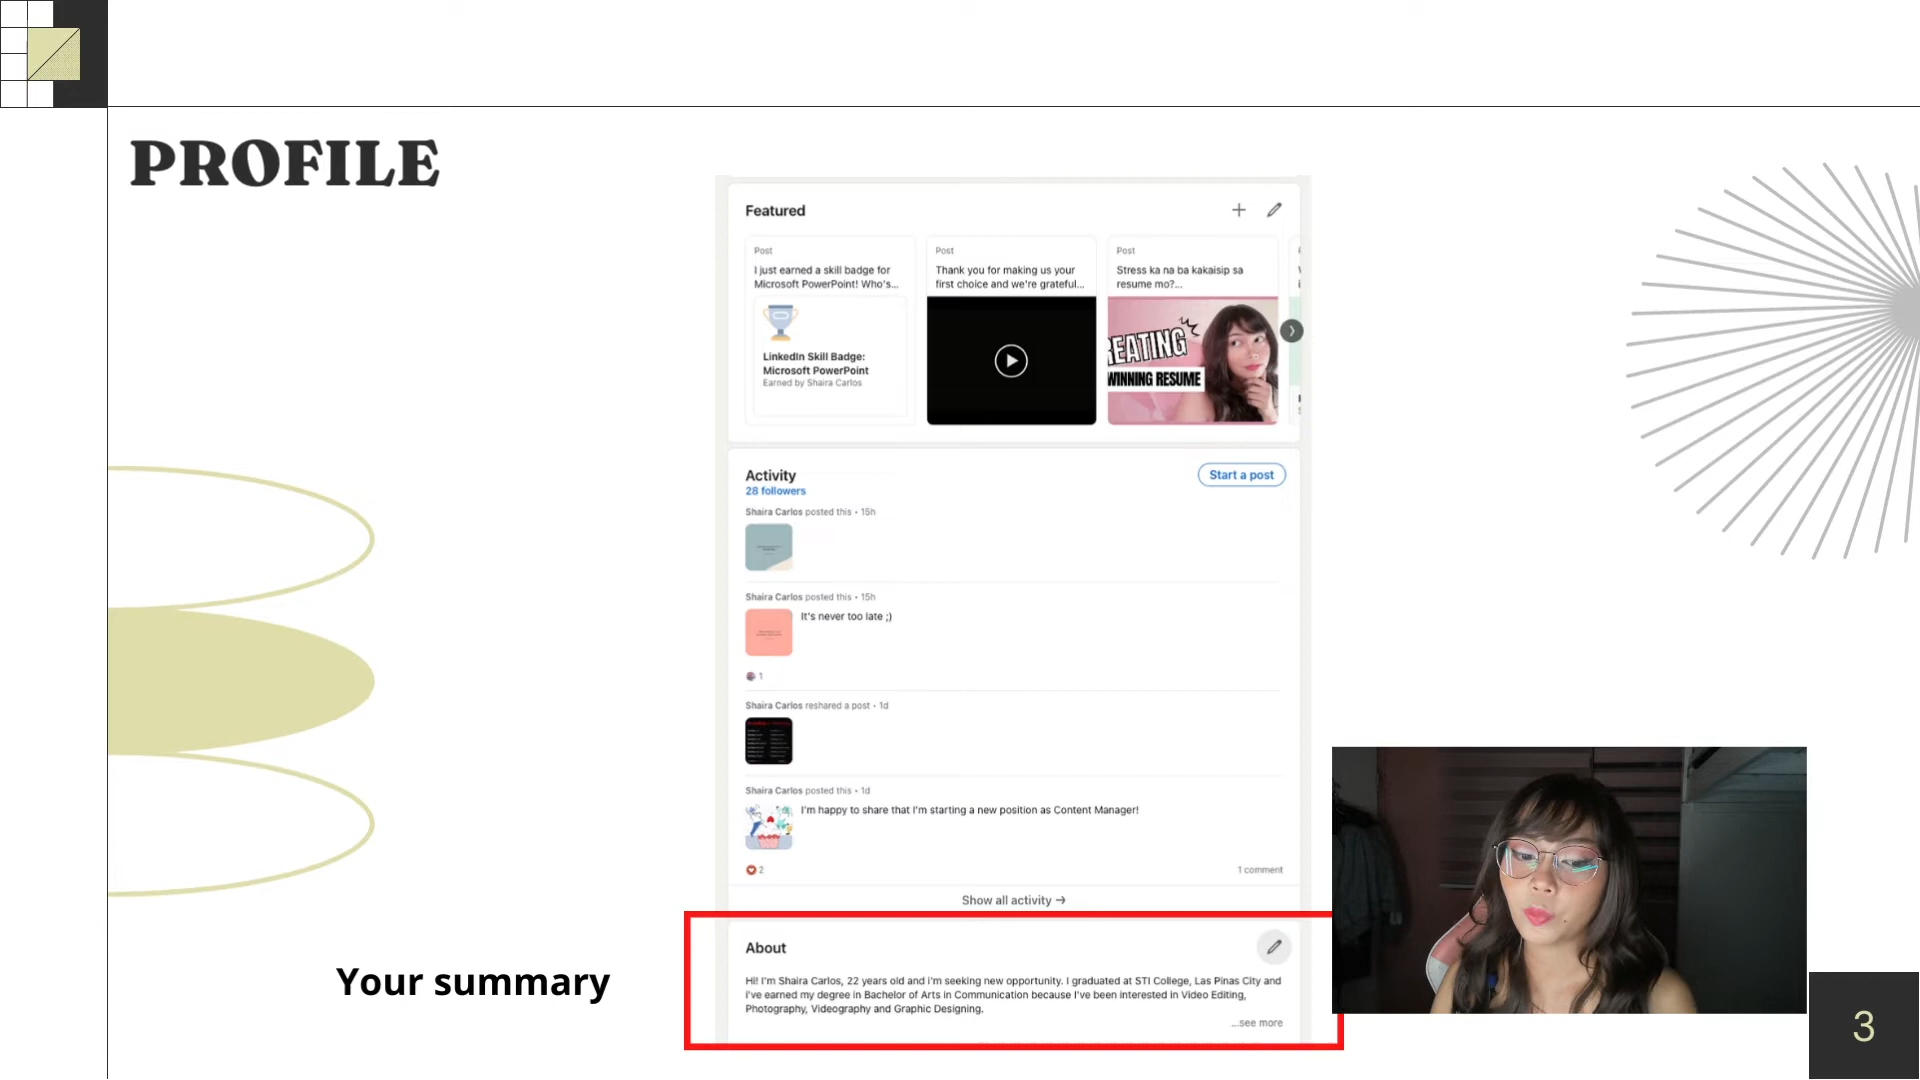 PROFILE
Featured
Post
I just earned a skill badge for
Microsoft PowerPoint! Who's...
LinkedIn Skill Badge:
Microsoft PowerPoint
Earned by Shaira Carlos
Post
Thank you for making us your
first choice and we're grateful...
Post
Stress ka na ba kakaisip sa
resume mo?...
REATING
WINNING RESUME
Activity
28 followers
Start a post
Shaira Carlos posted this • 15h
Shaira Carlos posted this • 15h
It's never too late ;)
1
Shaira Carlos reshared a post • 1d
Shaira Carlos posted this • 1d
I'm happy to share that I'm starting a new position as Content Manager!
2
1 comment
Show all activity →
Your summary
About
Hi! I'm Shaira Carlos, 22 years old and i'm seeking new opportunity. I graduated at STI College, Las Pinas City and
i've earned my degree in Bachelor of Arts in Communication because I've been interested in Video Editing,
Photography, Videography and Graphic Designing.
...see more
3